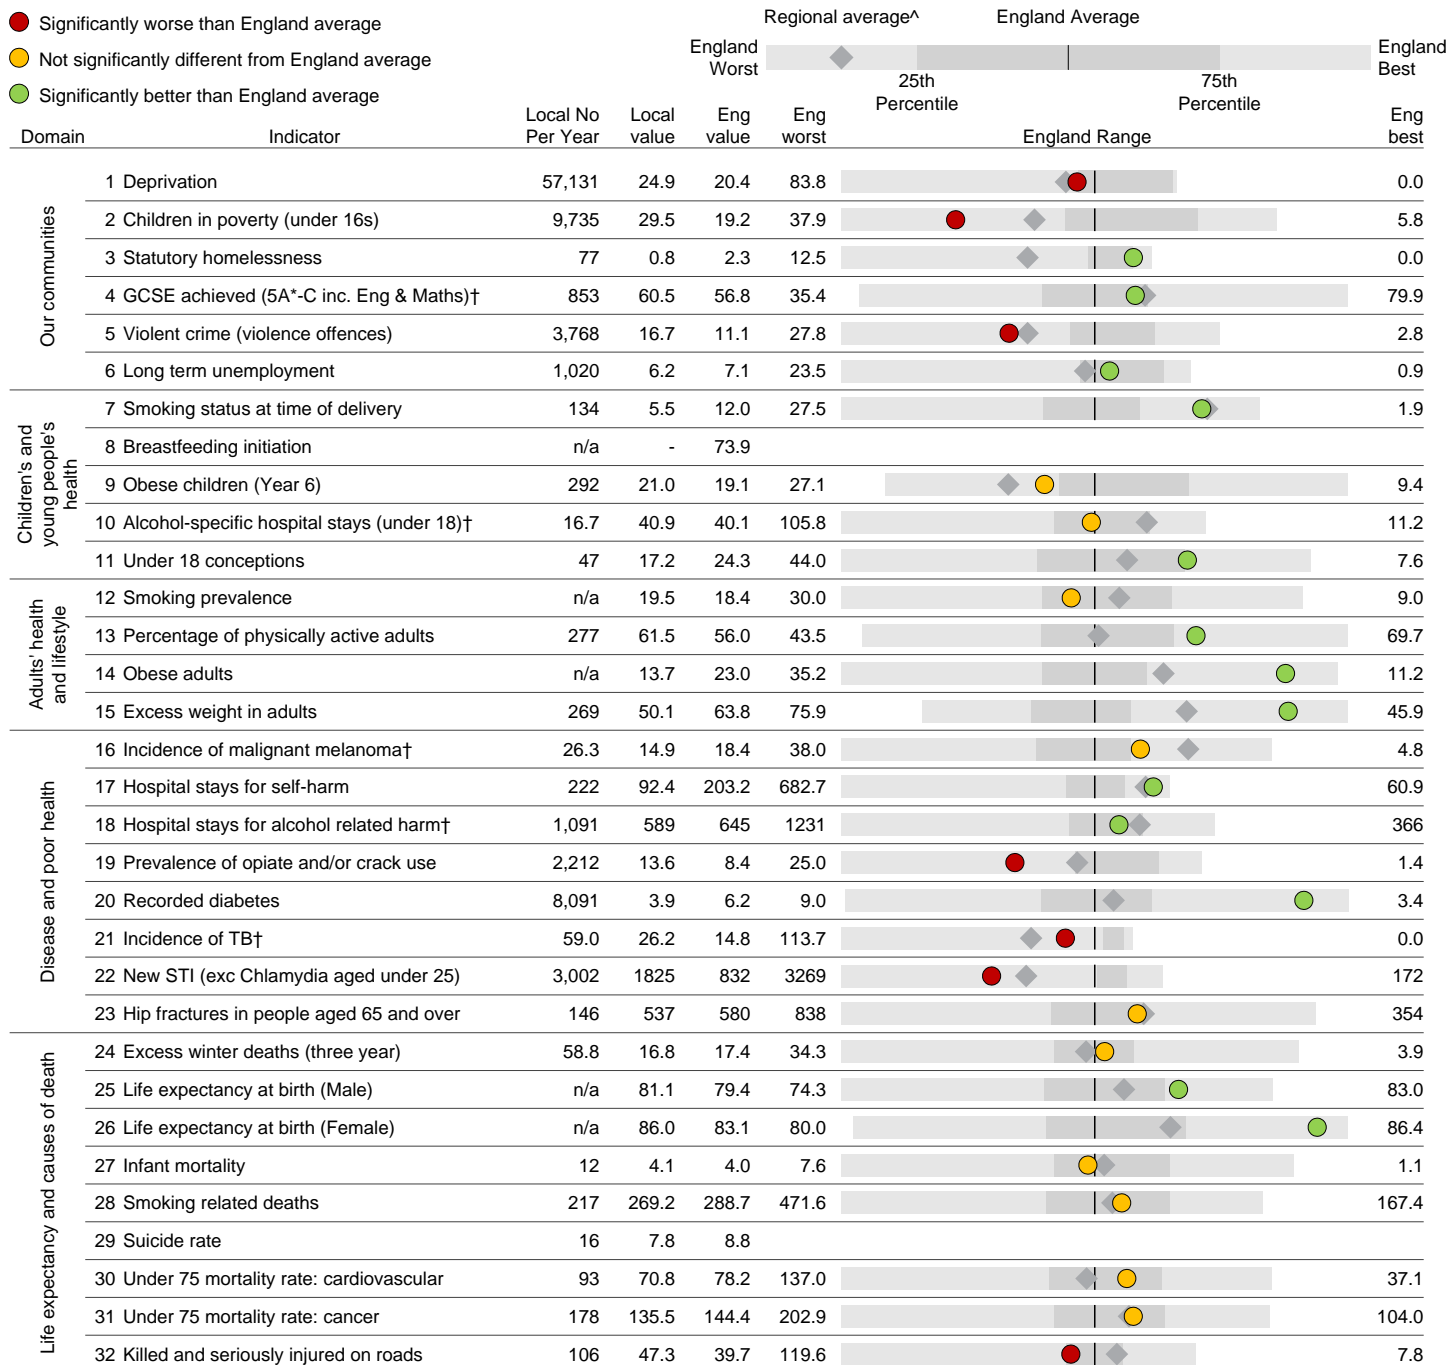 Significantly worse than England average
Not significantly different from England average
Significantly better than England average
Regional average^ England Average
England Worst
England Best
25th Percentile
75th Percentile
Domain Indicator Local No Per Year Local value Eng value Eng worst England Range Eng best
Our communities
1 Deprivation 57,131 24.9 20.4 83.8 0.0
2 Children in poverty (under 16s) 9,735 29.5 19.2 37.9 5.8
3 Statutory homelessness 77 0.8 2.3 12.5 0.0
4 GCSE achieved (5A*-C inc. Eng & Maths)† 853 60.5 56.8 35.4 79.9
5 Violent crime (violence offences) 3,768 16.7 11.1 27.8 2.8
6 Long term unemployment 1,020 6.2 7.1 23.5 0.9
Children's and young people's health
7 Smoking status at time of delivery 134 5.5 12.0 27.5 1.9
8 Breastfeeding initiation n/a - 73.9
9 Obese children (Year 6) 292 21.0 19.1 27.1 9.4
10 Alcohol-specific hospital stays (under 18)† 16.7 40.9 40.1 105.8 11.2
11 Under 18 conceptions 47 17.2 24.3 44.0 7.6
Adults' health and lifestyle
12 Smoking prevalence n/a 19.5 18.4 30.0 9.0
13 Percentage of physically active adults 277 61.5 56.0 43.5 69.7
14 Obese adults n/a 13.7 23.0 35.2 11.2
15 Excess weight in adults 269 50.1 63.8 75.9 45.9
Disease and poor health
16 Incidence of malignant melanoma† 26.3 14.9 18.4 38.0 4.8
17 Hospital stays for self-harm 222 92.4 203.2 682.7 60.9
18 Hospital stays for alcohol related harm† 1,091 589 645 1231 366
19 Prevalence of opiate and/or crack use 2,212 13.6 8.4 25.0 1.4
20 Recorded diabetes 8,091 3.9 6.2 9.0 3.4
21 Incidence of TB† 59.0 26.2 14.8 113.7 0.0
22 New STI (exc Chlamydia aged under 25) 3,002 1825 832 3269 172
23 Hip fractures in people aged 65 and over 146 537 580 838 354
Life expectancy and causes of death
24 Excess winter deaths (three year) 58.8 16.8 17.4 34.3 3.9
25 Life expectancy at birth (Male) n/a 81.1 79.4 74.3 83.0
26 Life expectancy at birth (Female) n/a 86.0 83.1 80.0 86.4
27 Infant mortality 12 4.1 4.0 7.6 1.1
28 Smoking related deaths 217 269.2 288.7 471.6 167.4
29 Suicide rate 16 7.8 8.8
30 Under 75 mortality rate: cardiovascular 93 70.8 78.2 137.0 37.1
31 Under 75 mortality rate: cancer 178 135.5 144.4 202.9 104.0
32 Killed and seriously injured on roads 106 47.3 39.7 119.6 7.8